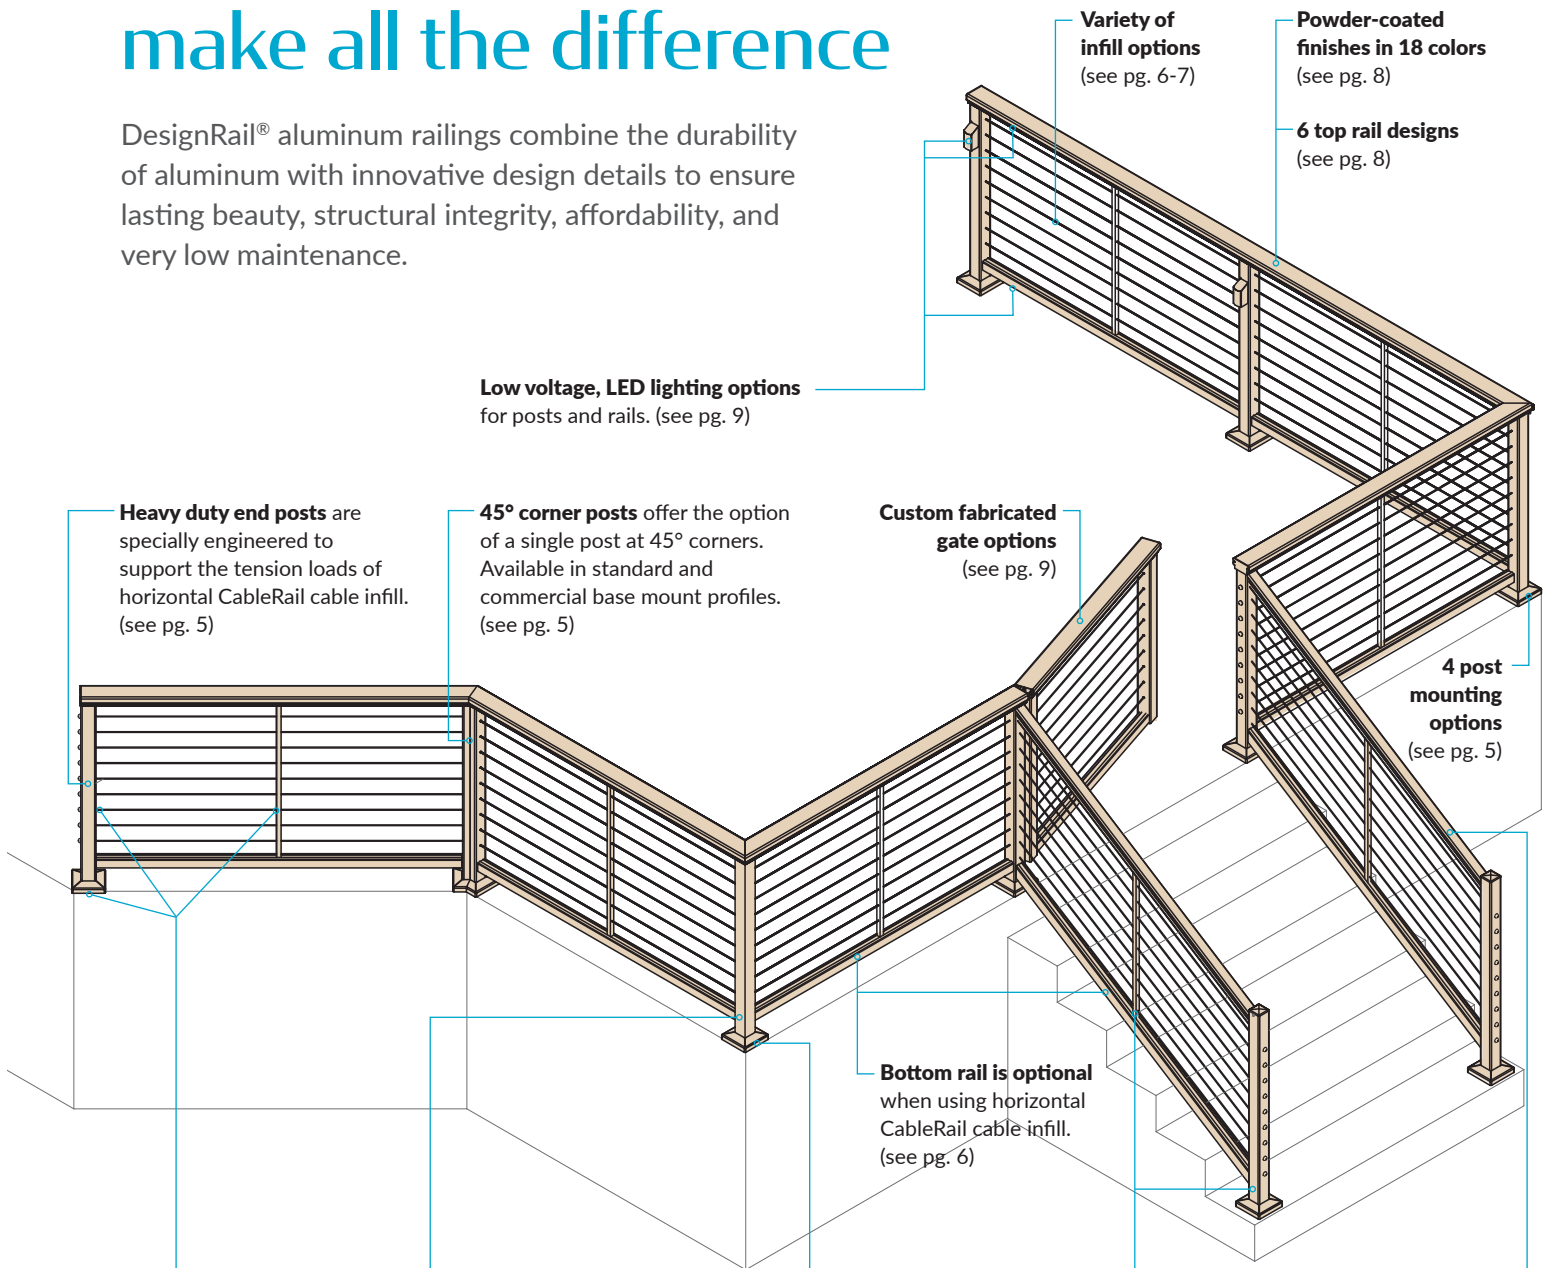 make all the difference
DesignRail® aluminum railings combine the durability
of aluminum with innovative design details to ensure
lasting beauty, structural integrity, affordability, and
very low maintenance.
Variety of
infill options
(see pg. 6-7)
Powder-coated
finishes in 18 colors
(see pg. 8)
6 top rail designs
(see pg. 8)
Low voltage, LED lighting options
for posts and rails. (see pg. 9)
Heavy duty end posts are
specially engineered to
support the tension loads of
horizontal CableRail cable infill.
(see pg. 5)
45° corner posts offer the option
of a single post at 45° corners.
Available in standard and
commercial base mount profiles.
(see pg. 5)
Custom fabricated
gate options
(see pg. 9)
4 post
mounting
options
(see pg. 5)
Bottom rail is optional
when using horizontal
CableRail cable infill.
(see pg. 6)